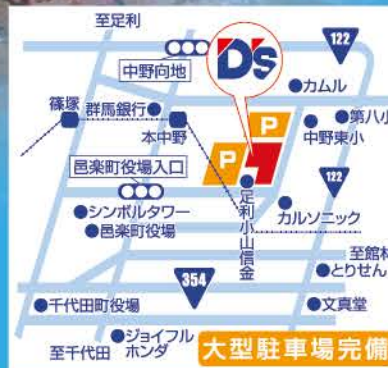 至足利
122
中野向地
D's
カムル
篠塚
群馬銀行
本中野
P
第八小
中野東小
邑楽町役場入口
P
122
シンボルタワー
邑楽町役場
足利小山信金
カルソニック
至館林
とりせん
354
千代田町役場
文真堂
ジョイフル
ホンダ
至千代田
大型駐車場完備